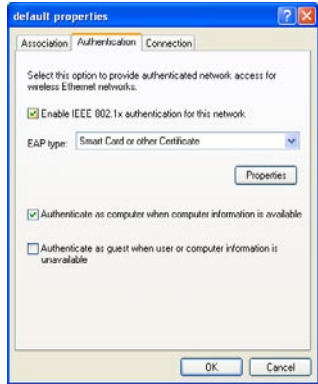 default properties
Association Authentication Connection
Select this option to provide authenticated network access for
wireless Ethernet networks.
Enable IEEE 802.1x authentication for this network
EAP type: Smart Card or other Certificate
Properties
Authenticate as computer when computer information is available
Authenticate as guest when user or computer information is
unavailable
OK Cancel